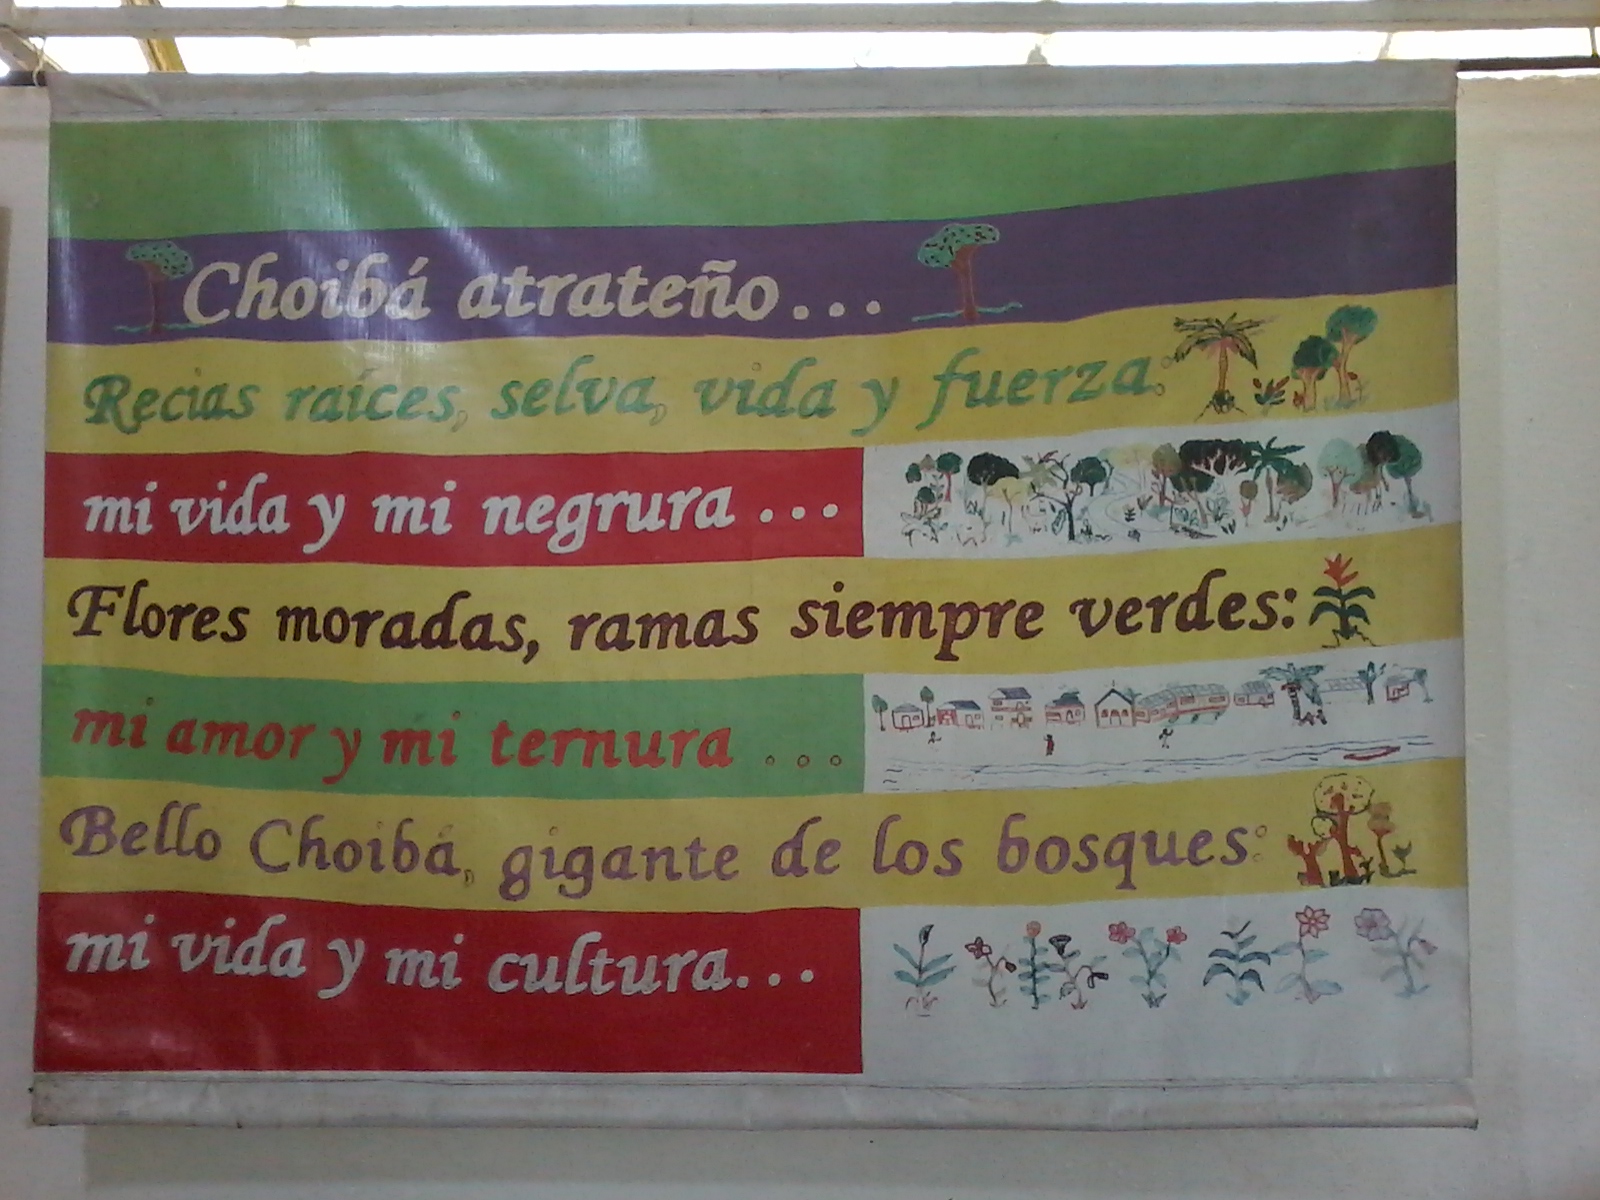 Choibá atrateño...
Recias raíces, selva, vida y fuerza:
mi vida y mi negrura ...
Flores moradas, ramas siempre verdes:
mi amor y mi ternura ...
Bello Choibá, gigante de los bosques:
mi vida y mi cultura...